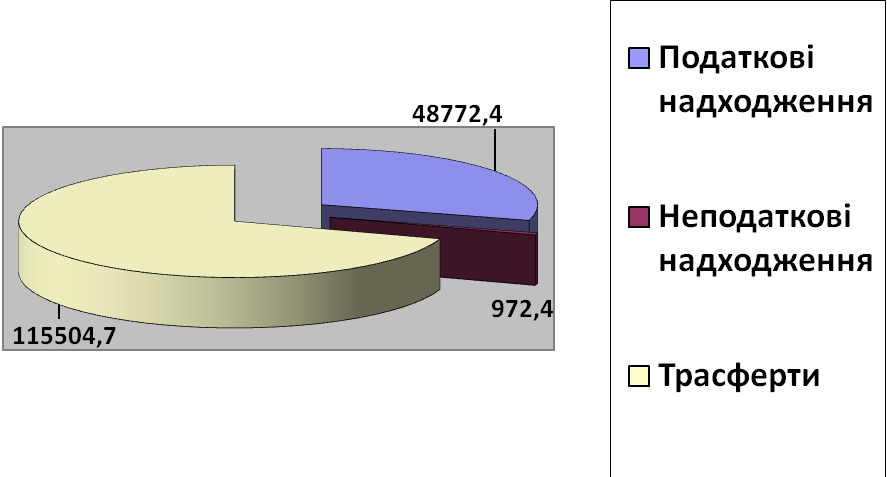 48772,4
972,4
115504,7
Податкові
надходження
Неподаткові
надходження
Трасферти